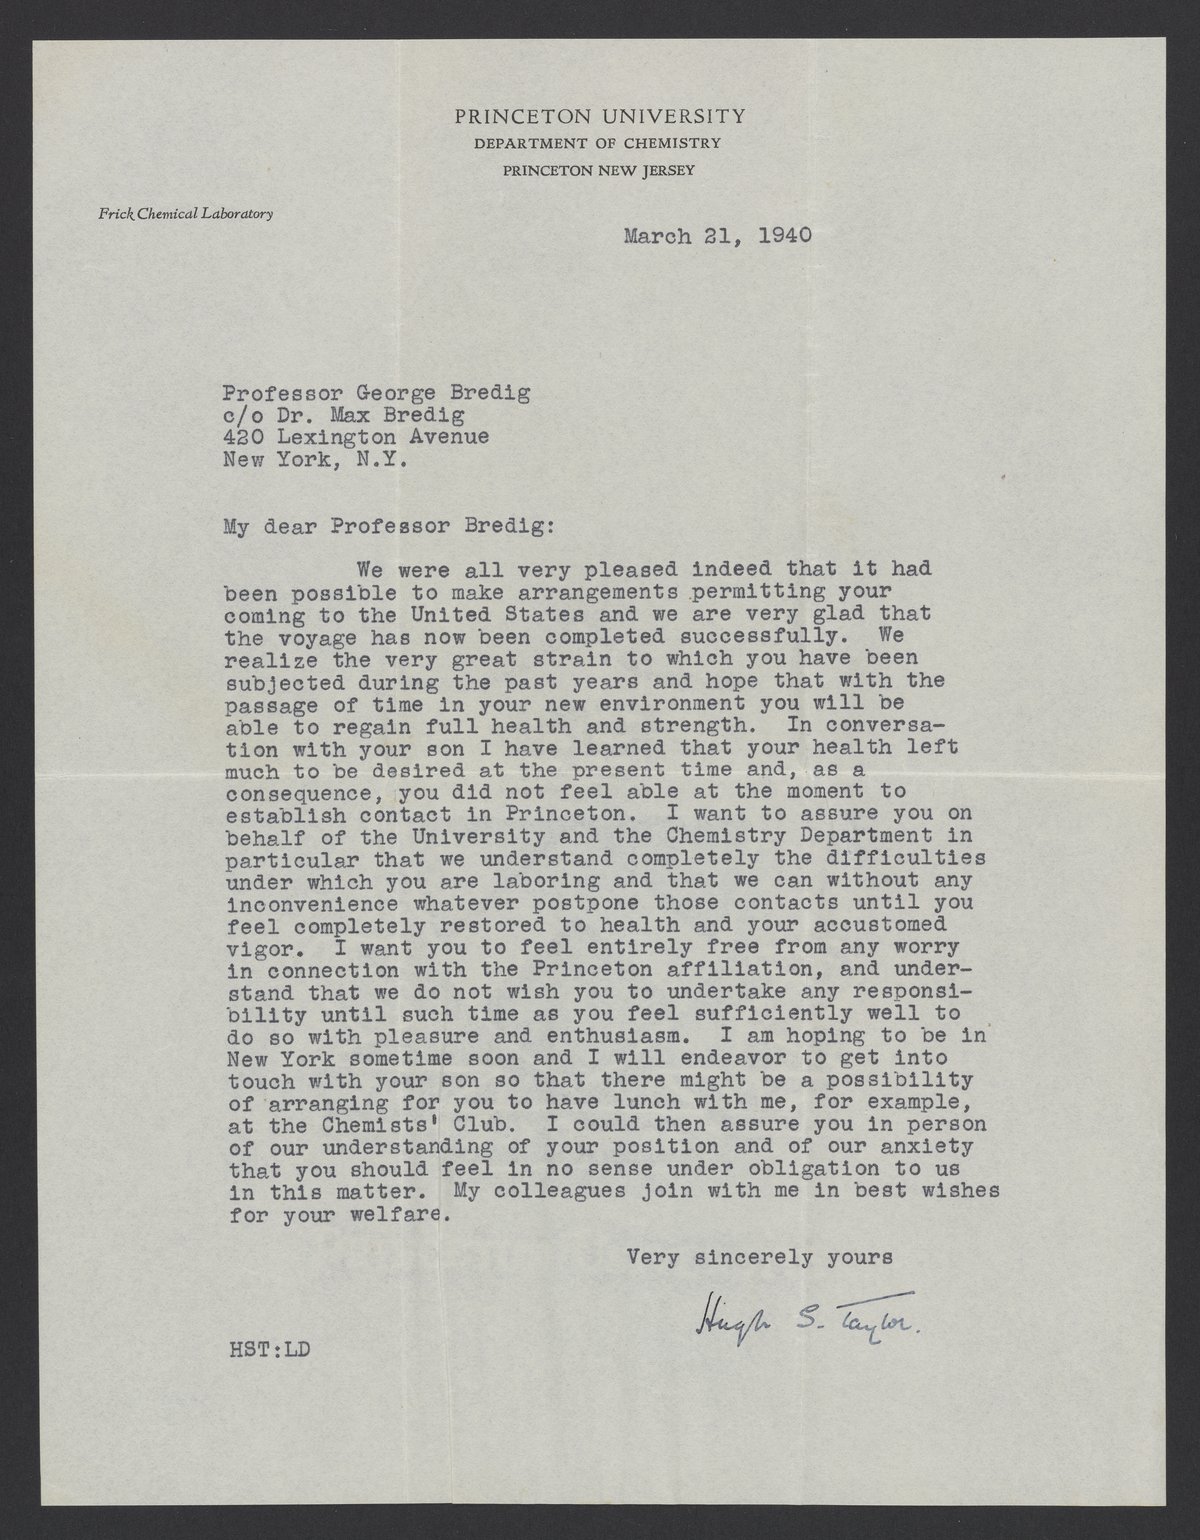 PRINCETON UNIVERSITY
DEPARTMENT OF CHEMISTRY
PRINCETON NEW JERSEY
Frick Chemical Laboratory
March 21, 1940
Professor George Bredig
c/o Dr. Max Bredig
420 Lexington Avenue
New York, N.Y.
My dear Professor Bredig:
We were all very pleased indeed that it had
been possible to make arrangements permitting your
coming to the United States and we are very glad that
the voyage has now been completed successfully. We
realize the very great strain to which you have been
subjected during the past years and hope that with the
passage of time in your new environment you will be
able to regain full health and strength. In conversa-
tion with your son I have learned that your health left
much to be desired at the present time and, as a
consequence, you did not feel able at the moment to
establish contact in Princeton. I want to assure you on
behalf of the University and the Chemistry Department in
particular that we understand completely the difficulties
under which you are laboring and that we can without any
inconvenience whatever postpone those contacts until you
feel completely restored to health and your accustomed
vigor. I want you to feel entirely free from any worry
in connection with the Princeton affiliation, and under-
stand that we do not wish you to undertake any responsi-
bility until such time as you feel sufficiently well to
do so with pleasure and enthusiasm. I am hoping to be in
New York sometime soon and I will endeavor to get into
touch with your son so that there might be a possibility
of arranging for you to have lunch with me, for example,
at the Chemists' Club. I could then assure you in person
of our understanding of your position and of our anxiety
that you should feel in no sense under obligation to us
in this matter. My colleagues join with me in best wishes
for your welfare.
Very sincerely yours
Hugh S. Taylor.
HST:LD